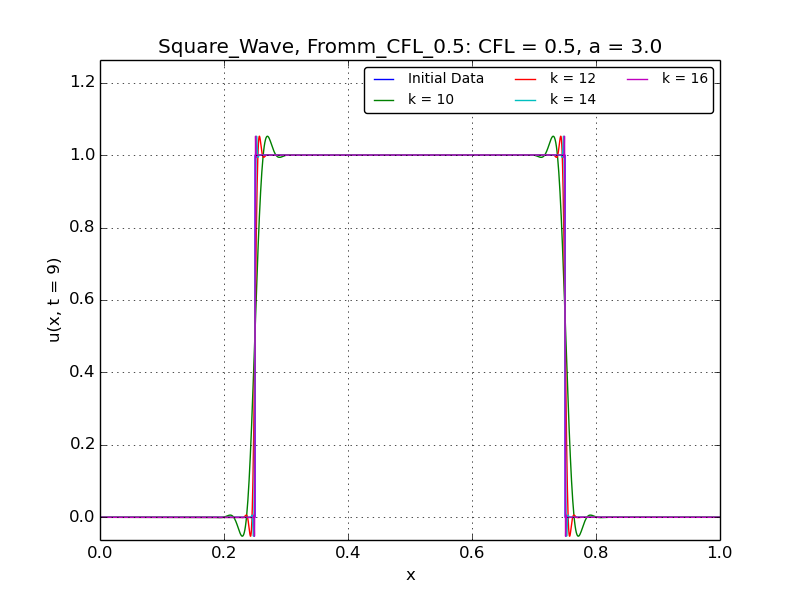 Square_Wave, Fromm_CFL_0.5: CFL = 0.5, a = 3.0
Initial Data k = 12 k = 16
k = 10 k = 14
1.2
1.0
0.8
0.6
0.4
0.2
0.0
u(x, t = 9)
0.0 0.2 0.4 0.6 0.8 1.0
x